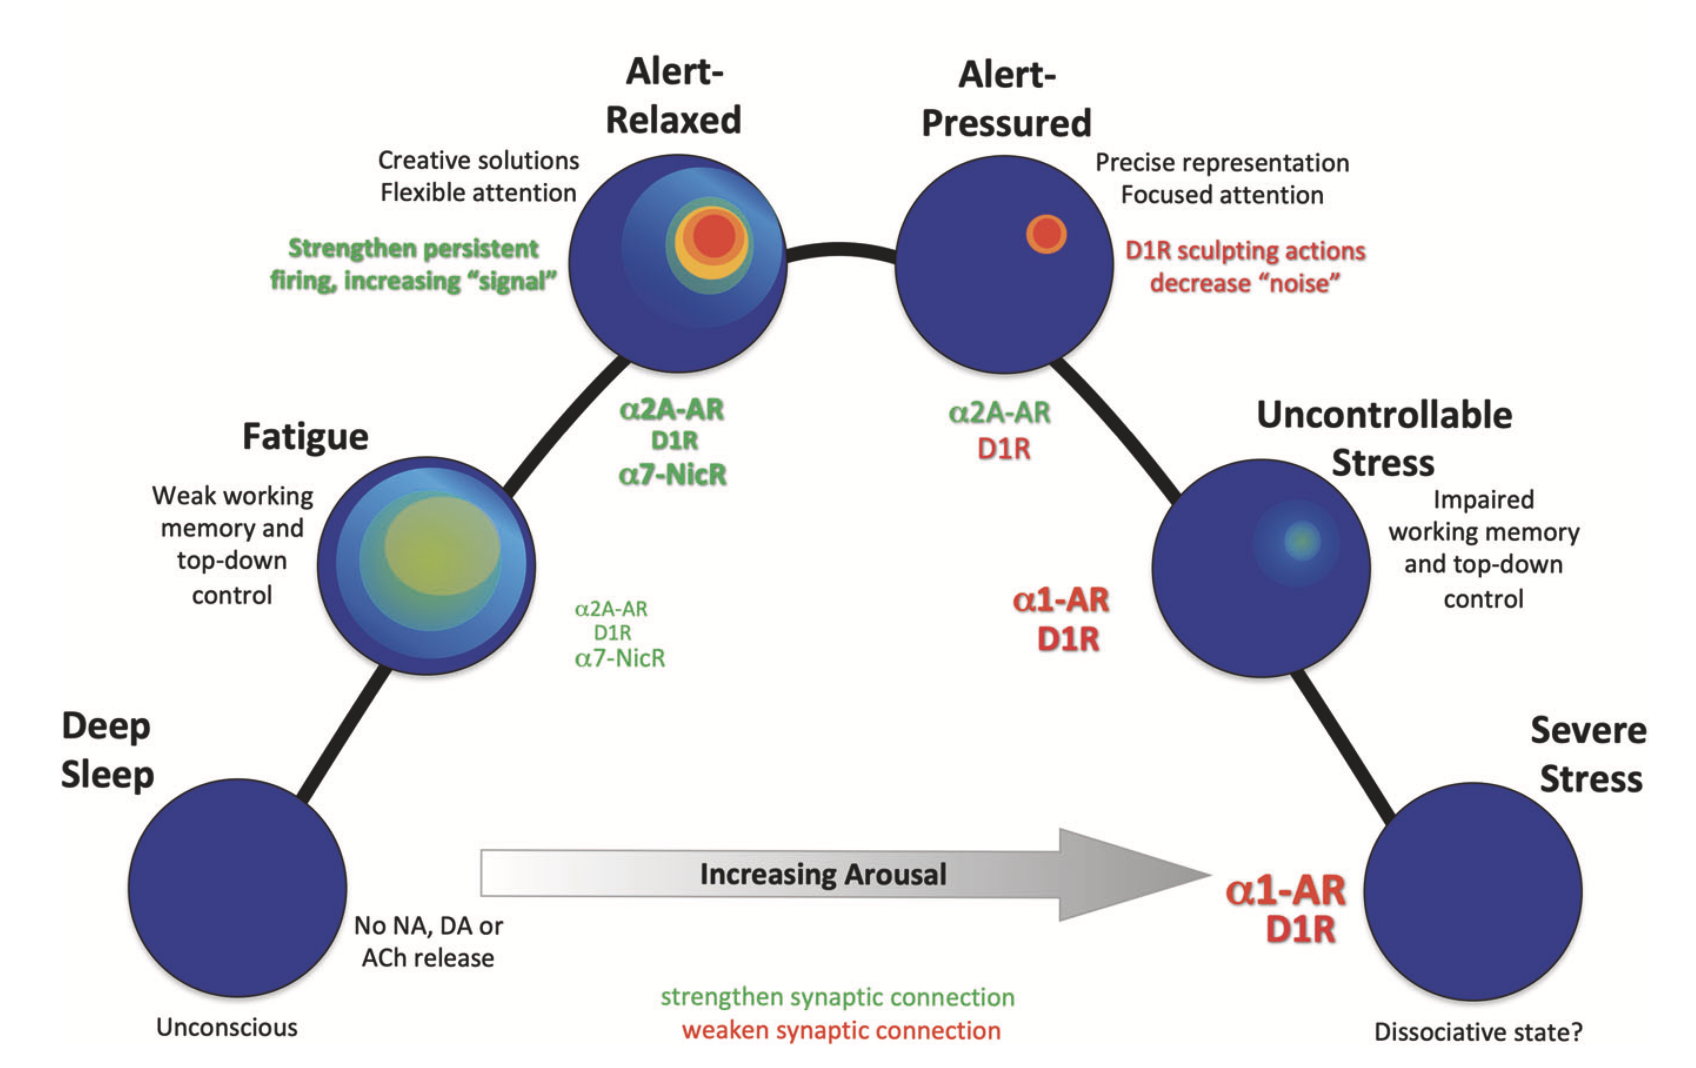 Alert-
Relaxed
Creative solutions
Flexible attention
Strengthen persistent
firing, increasing “signal”
α2A-AR
D1R
α7-NicR
Alert-
Pressured
Precise representation
Focused attention
D1R sculpting actions
decrease “noise”
α2A-AR
D1R
Fatigue
Weak working
memory and
top-down
control
α2A-AR
D1R
α7-NicR
Uncontrollable
Stress
Impaired
working memory
and top-down
control
α1-AR
D1R
Deep
Sleep
No NA, DA or
ACh release
Unconscious
Increasing Arousal
Severe
Stress
α1-AR
D1R
Dissociative state?
strengthen synaptic connection
weaken synaptic connection